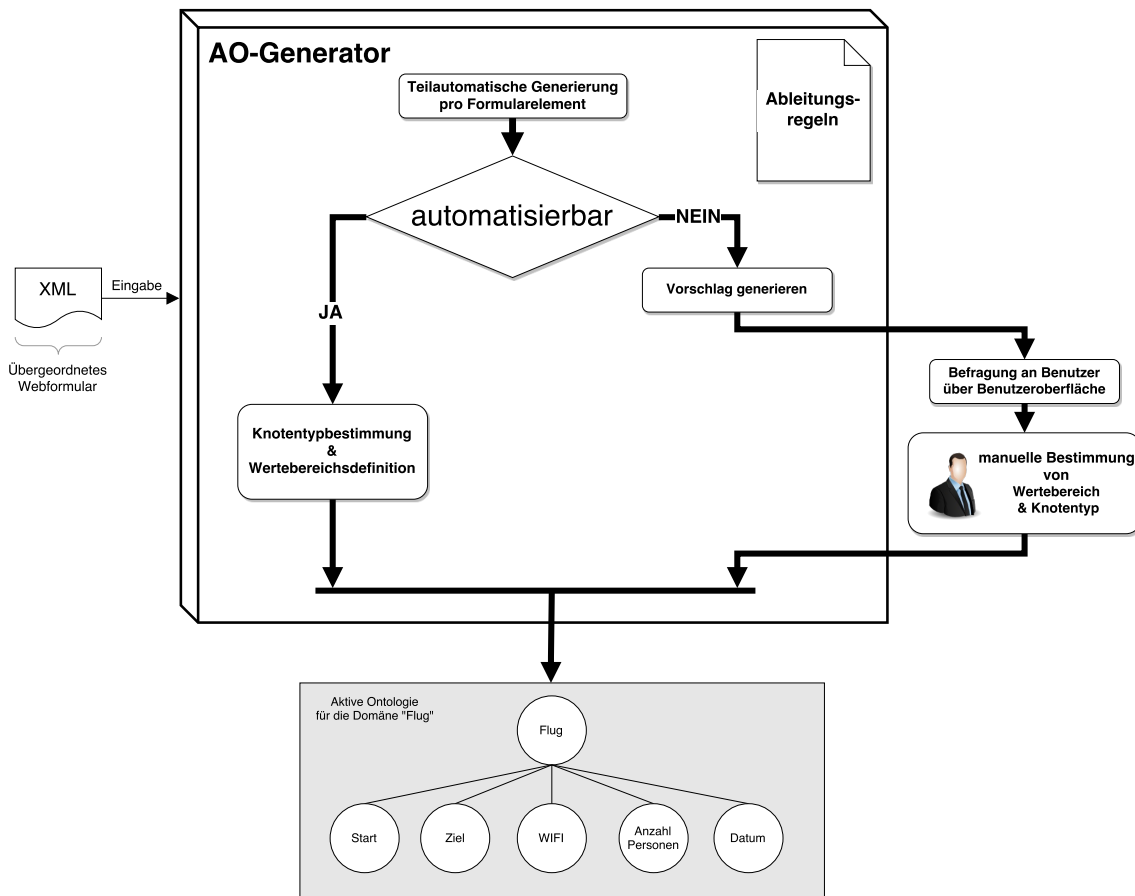 AO-Generator
Teilautomatische Generierung
pro Formularelement
Ableitungs-
regeln
automatisierbar
NEIN
Vorschlag generieren
XML
Eingabe
JA
Übergeordnetes
Webformular
Befragung an Benutzer
über Benutzeroberfläche
Knotentypbestimmung
&
Wertebereichsdefinition
manuelle Bestimmung
von
Wertebereich
& Knotentyp
Aktive Ontologie
für die Domäne "Flug"
Flug
Start
Ziel
WIFI
Anzahl
Personen
Datum